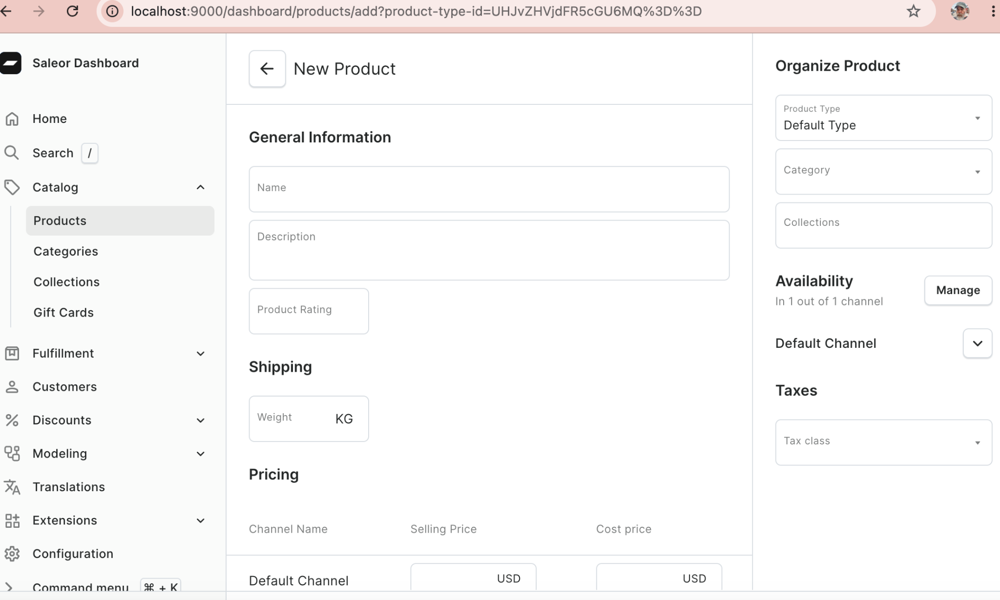 localhost:9000/dashboard/products/add?product-type-id=UHJvZHVjdFR5cGU6MQ%3D%3D
Saleor Dashboard
Home
Search /
Catalog
Products
Categories
Collections
Gift Cards
Fulfillment
Customers
Discounts
Modeling
Translations
Extensions
Configuration
Command menu ⌘ + K
New Product
General Information
Name
Description
Product Rating
Shipping
Weight KG
Pricing
Channel Name Selling Price Cost price
Default Channel USD USD
Organize Product
Product Type
Default Type
Category
Collections
Availability
In 1 out of 1 channel
Manage
Default Channel
Taxes
Tax class